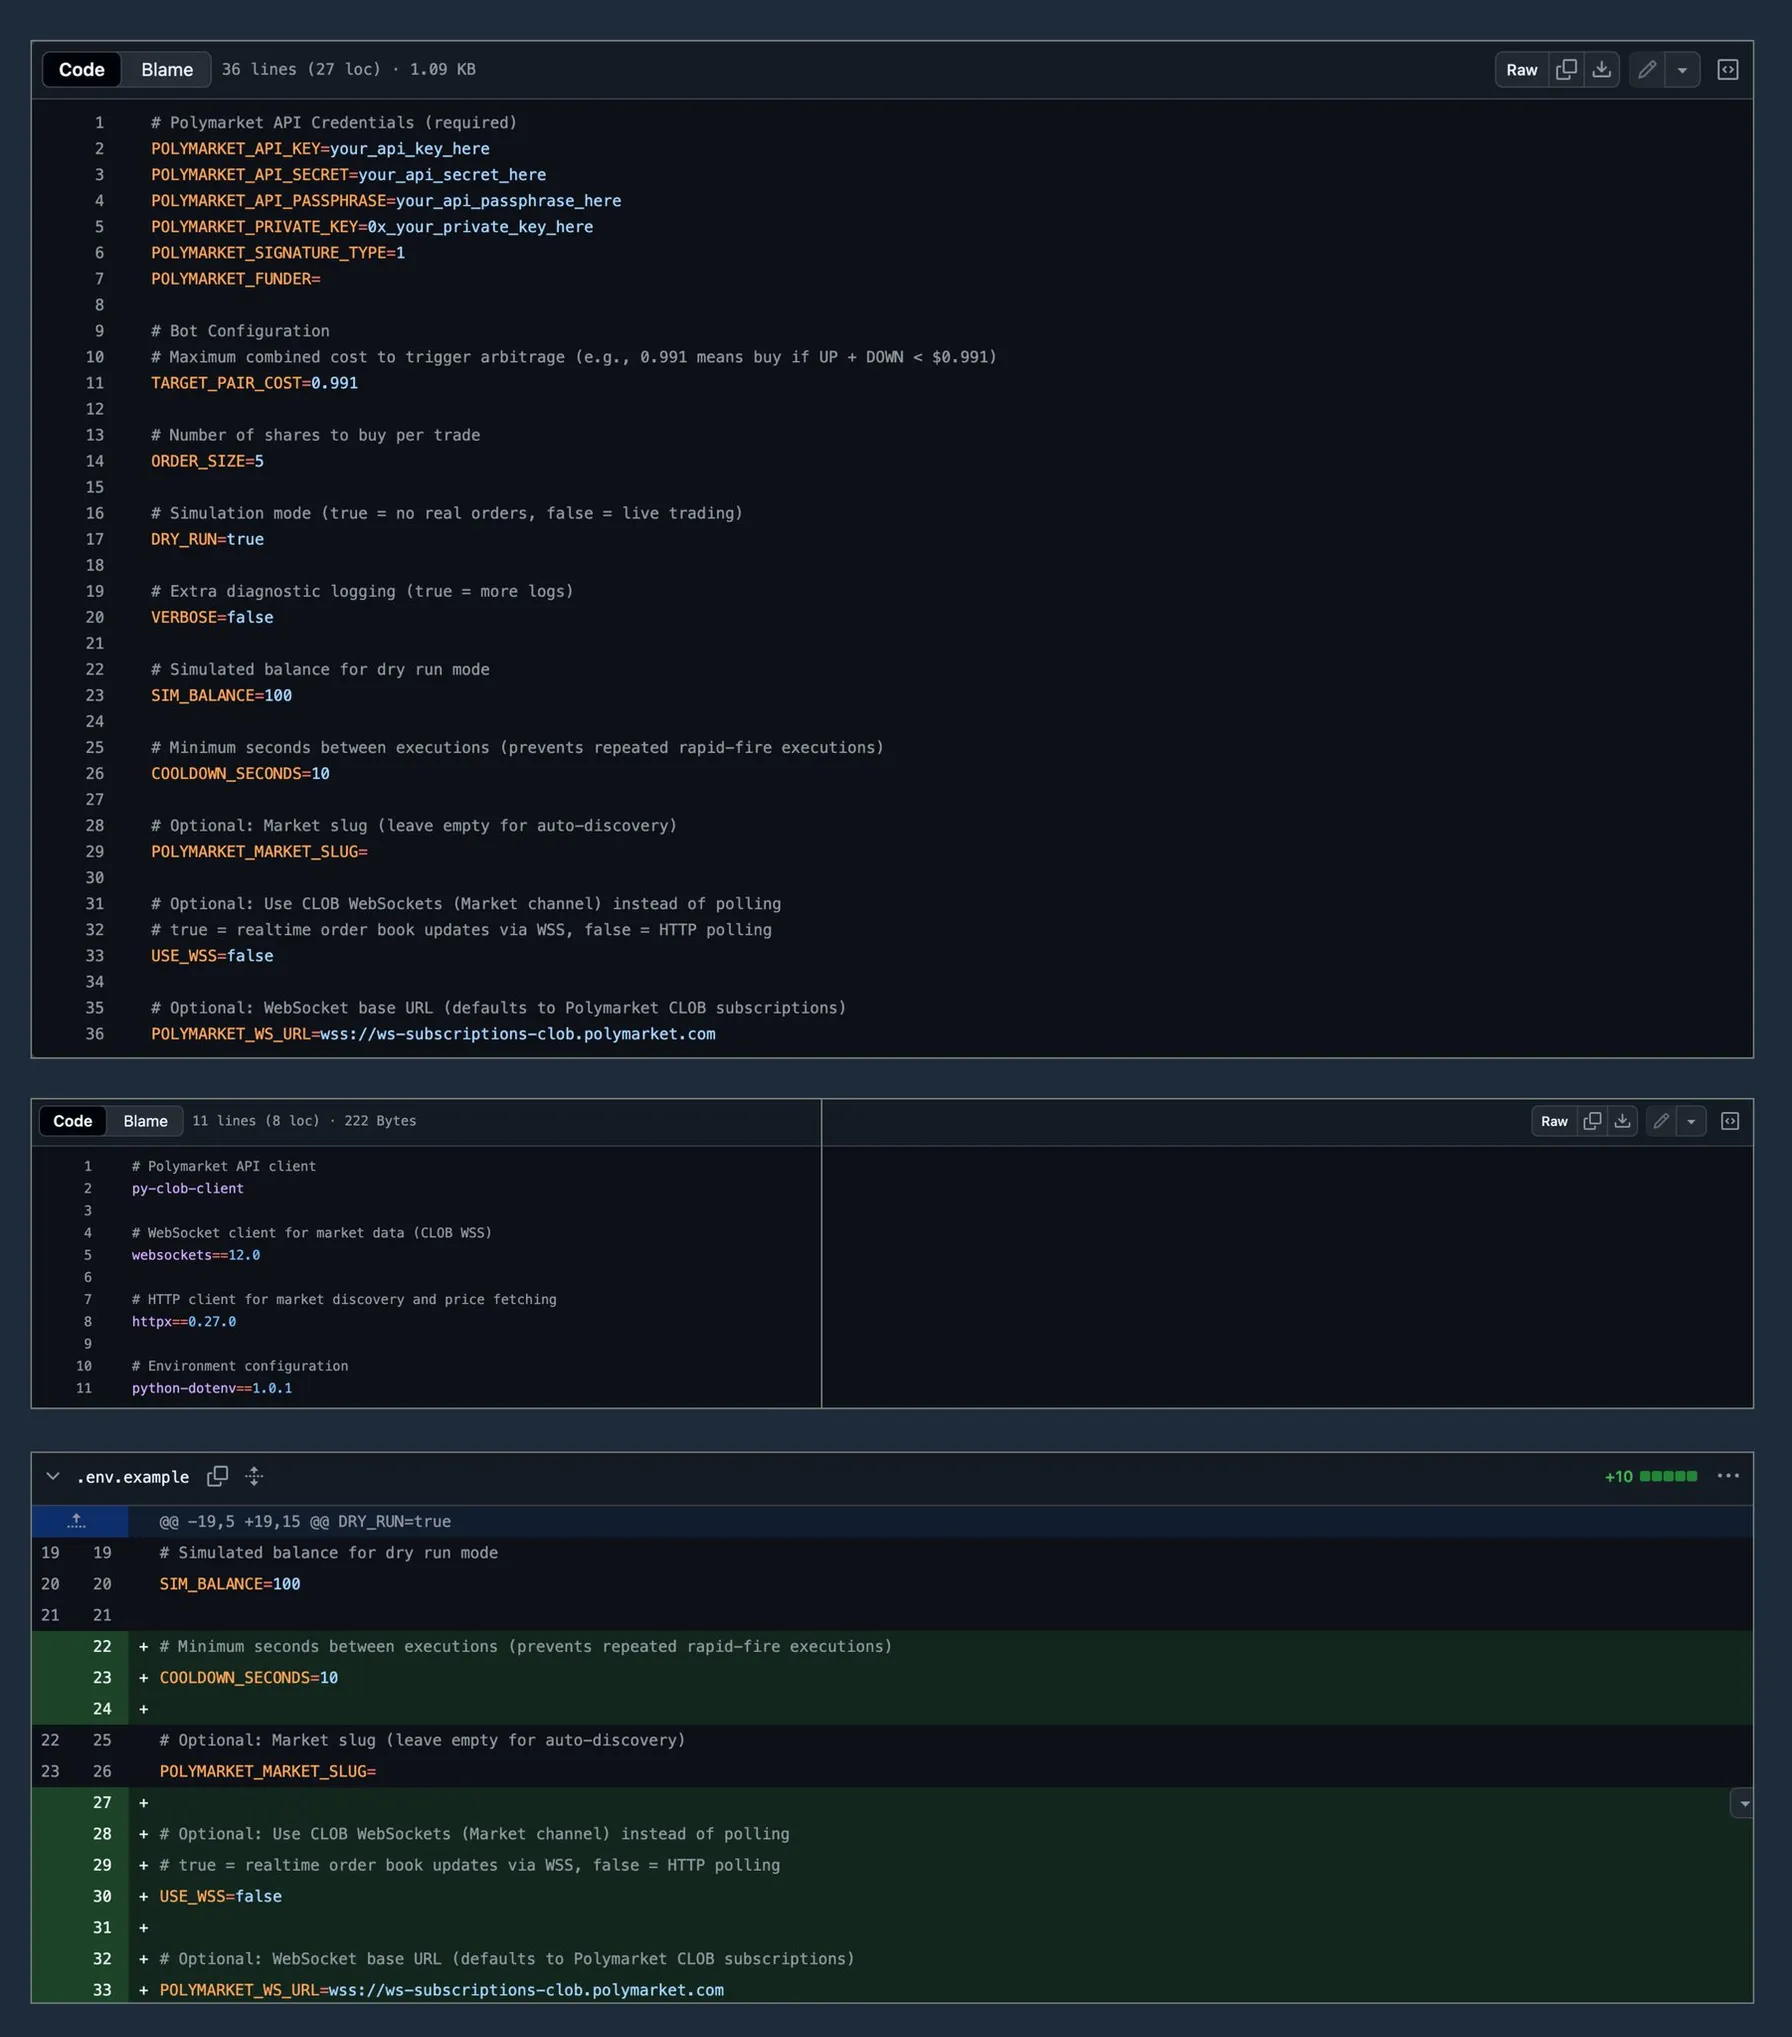 Code Blame 36 lines (27 loc) · 1.09 KB Raw
1 # Polymarket API Credentials (required)
2 POLYMARKET_API_KEY=your_api_key_here
3 POLYMARKET_API_SECRET=your_api_secret_here
4 POLYMARKET_API_PASSPHRASE=your_api_passphrase_here
5 POLYMARKET_PRIVATE_KEY=0x_your_private_key_here
6 POLYMARKET_SIGNATURE_TYPE=1
7 POLYMARKET_FUNDER=
8
9 # Bot Configuration
10 # Maximum combined cost to trigger arbitrage (e.g., 0.991 means buy if UP + DOWN < $0.991)
11 TARGET_PAIR_COST=0.991
12
13 # Number of shares to buy per trade
14 ORDER_SIZE=5
15
16 # Simulation mode (true = no real orders, false = live trading)
17 DRY_RUN=true
18
19 # Extra diagnostic logging (true = more logs)
20 VERBOSE=false
21
22 # Simulated balance for dry run mode
23 SIM_BALANCE=100
24
25 # Minimum seconds between executions (prevents repeated rapid-fire executions)
26 COOLDOWN_SECONDS=10
27
28 # Optional: Market slug (leave empty for auto-discovery)
29 POLYMARKET_MARKET_SLUG=
30
31 # Optional: Use CLOB WebSockets (Market channel) instead of polling
32 # true = realtime order book updates via WSS, false = HTTP polling
33 USE_WSS=false
34
35 # Optional: WebSocket base URL (defaults to Polymarket CLOB subscriptions)
36 POLYMARKET_WS_URL=wss://ws-subscriptions-clob.polymarket.com
Code Blame 11 lines (8 loc) · 222 Bytes Raw
1 # Polymarket API client
2 py-clob-client
3
4 # WebSocket client for market data (CLOB WSS)
5 websockets==12.0
6
7 # HTTP client for market discovery and price fetching
8 httpx==0.27.0
9
10 # Environment configuration
11 python-dotenv==1.0.1
.env.example +10
@@ -19,5 +19,15 @@ DRY_RUN=true
19 19 # Simulated balance for dry run mode
20 20 SIM_BALANCE=100
21 21
22 + # Minimum seconds between executions (prevents repeated rapid-fire executions)
23 + COOLDOWN_SECONDS=10
24 +
22 25 # Optional: Market slug (leave empty for auto-discovery)
23 26 POLYMARKET_MARKET_SLUG=
27 +
28 + # Optional: Use CLOB WebSockets (Market channel) instead of polling
29 + # true = realtime order book updates via WSS, false = HTTP polling
30 + USE_WSS=false
31 +
32 + # Optional: WebSocket base URL (defaults to Polymarket CLOB subscriptions)
33 + POLYMARKET_WS_URL=wss://ws-subscriptions-clob.polymarket.com